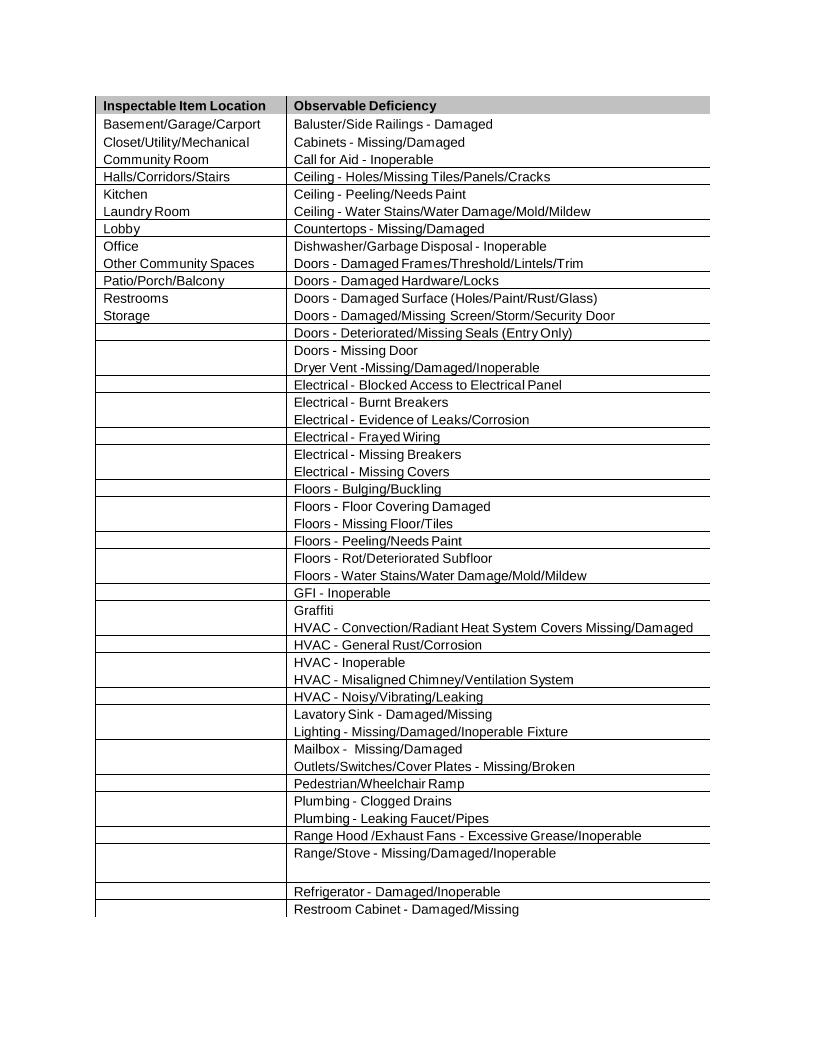 Inspectable Item Location Observable Deficiency
Basement/Garage/Carport Baluster/Side Railings - Damaged
Closet/Utility/Mechanical Cabinets - Missing/Damaged
Community Room Call for Aid - Inoperable
Halls/Corridors/Stairs Ceiling - Holes/Missing Tiles/Panels/Cracks
Kitchen Ceiling - Peeling/Needs Paint
Laundry Room Ceiling - Water Stains/Water Damage/Mold/Mildew
Lobby Countertops - Missing/Damaged
Office Dishwasher/Garbage Disposal - Inoperable
Other Community Spaces Doors - Damaged Frames/Threshold/Lintels/Trim
Patio/Porch/Balcony Doors - Damaged Hardware/Locks
Restrooms Doors - Damaged Surface (Holes/Paint/Rust/Glass)
Storage Doors - Damaged/Missing Screen/Storm/Security Door
Doors - Deteriorated/Missing Seals (Entry Only)
Doors - Missing Door
Dryer Vent -Missing/Damaged/Inoperable
Electrical - Blocked Access to Electrical Panel
Electrical - Burnt Breakers
Electrical - Evidence of Leaks/Corrosion
Electrical - Frayed Wiring
Electrical - Missing Breakers
Electrical - Missing Covers
Floors - Bulging/Buckling
Floors - Floor Covering Damaged
Floors - Missing Floor/Tiles
Floors - Peeling/Needs Paint
Floors - Rot/Deteriorated Subfloor
Floors - Water Stains/Water Damage/Mold/Mildew
GFI - Inoperable
Graffiti
HVAC - Convection/Radiant Heat System Covers Missing/Damaged
HVAC - General Rust/Corrosion
HVAC - Inoperable
HVAC - Misaligned Chimney/Ventilation System
HVAC - Noisy/Vibrating/Leaking
Lavatory Sink - Damaged/Missing
Lighting - Missing/Damaged/Inoperable Fixture
Mailbox - Missing/Damaged
Outlets/Switches/Cover Plates - Missing/Broken
Pedestrian/Wheelchair Ramp
Plumbing - Clogged Drains
Plumbing - Leaking Faucet/Pipes
Range Hood /Exhaust Fans - Excessive Grease/Inoperable
Range/Stove - Missing/Damaged/Inoperable
Refrigerator - Damaged/Inoperable
Restroom Cabinet - Damaged/Missing